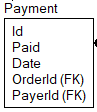 Payment
Id
Paid
Date
OrderId (FK)
PayerId (FK)